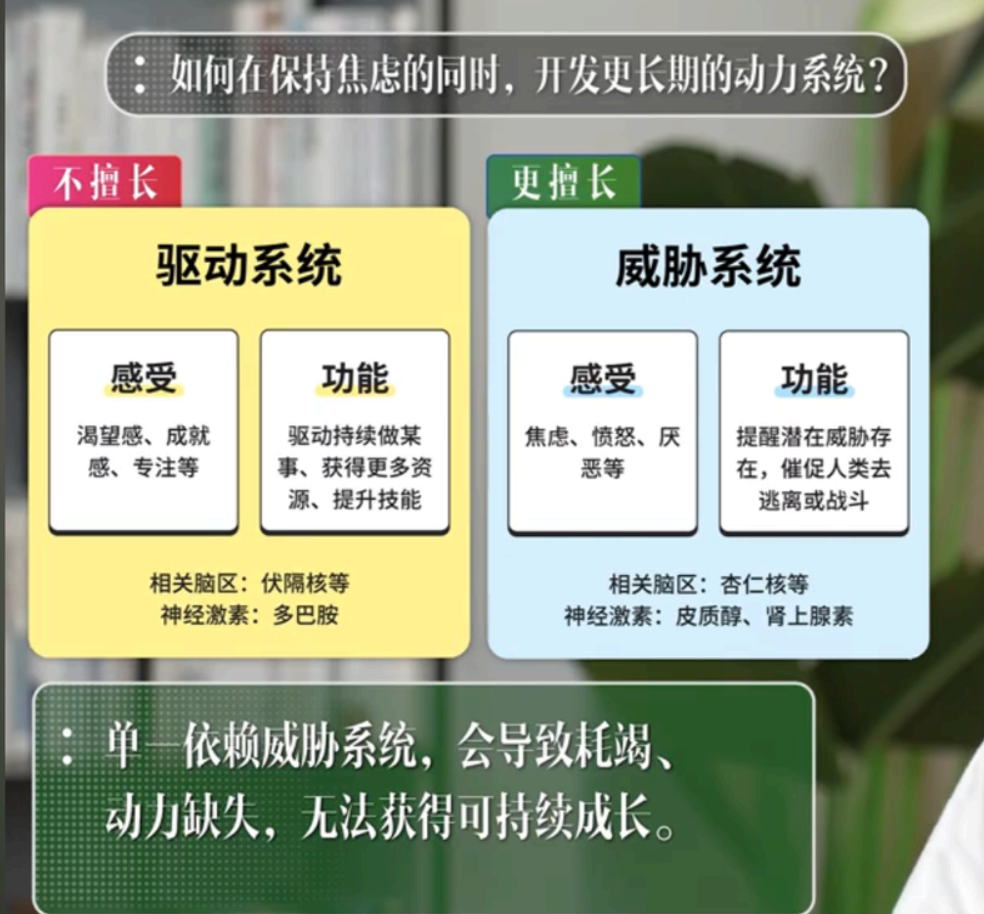 ：如何在保持焦虑的同时，开发更长期的动力系统？
不擅长
驱动系统
感受
渴望感、成就
感、专注等
功能
驱动持续做某
事、获得更多资
源、提升技能
相关脑区：伏隔核等
神经激素：多巴胺
更擅长
威胁系统
感受
焦虑、愤怒、厌
恶等
功能
提醒潜在威胁存
在，催促人类去
逃离或战斗
相关脑区：杏仁核等
神经激素：皮质醇、肾上腺素
：单一依赖威胁系统，会导致耗竭、
动力缺失，无法获得可持续成长。